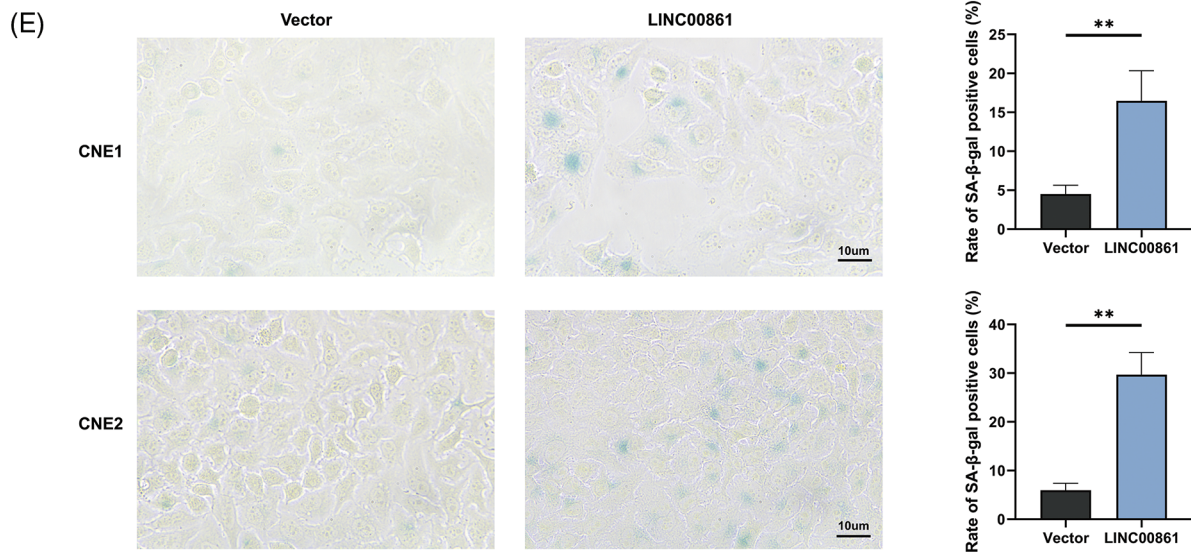 (E)
Vector
LINC00861
CNE1
10um
CNE2
10um
Rate of SA-β-gal positive cells (%)
25
20
15
10
5
0
**
Vector
LINC00861
Rate of SA-β-gal positive cells (%)
40
30
20
10
0
**
Vector
LINC00861